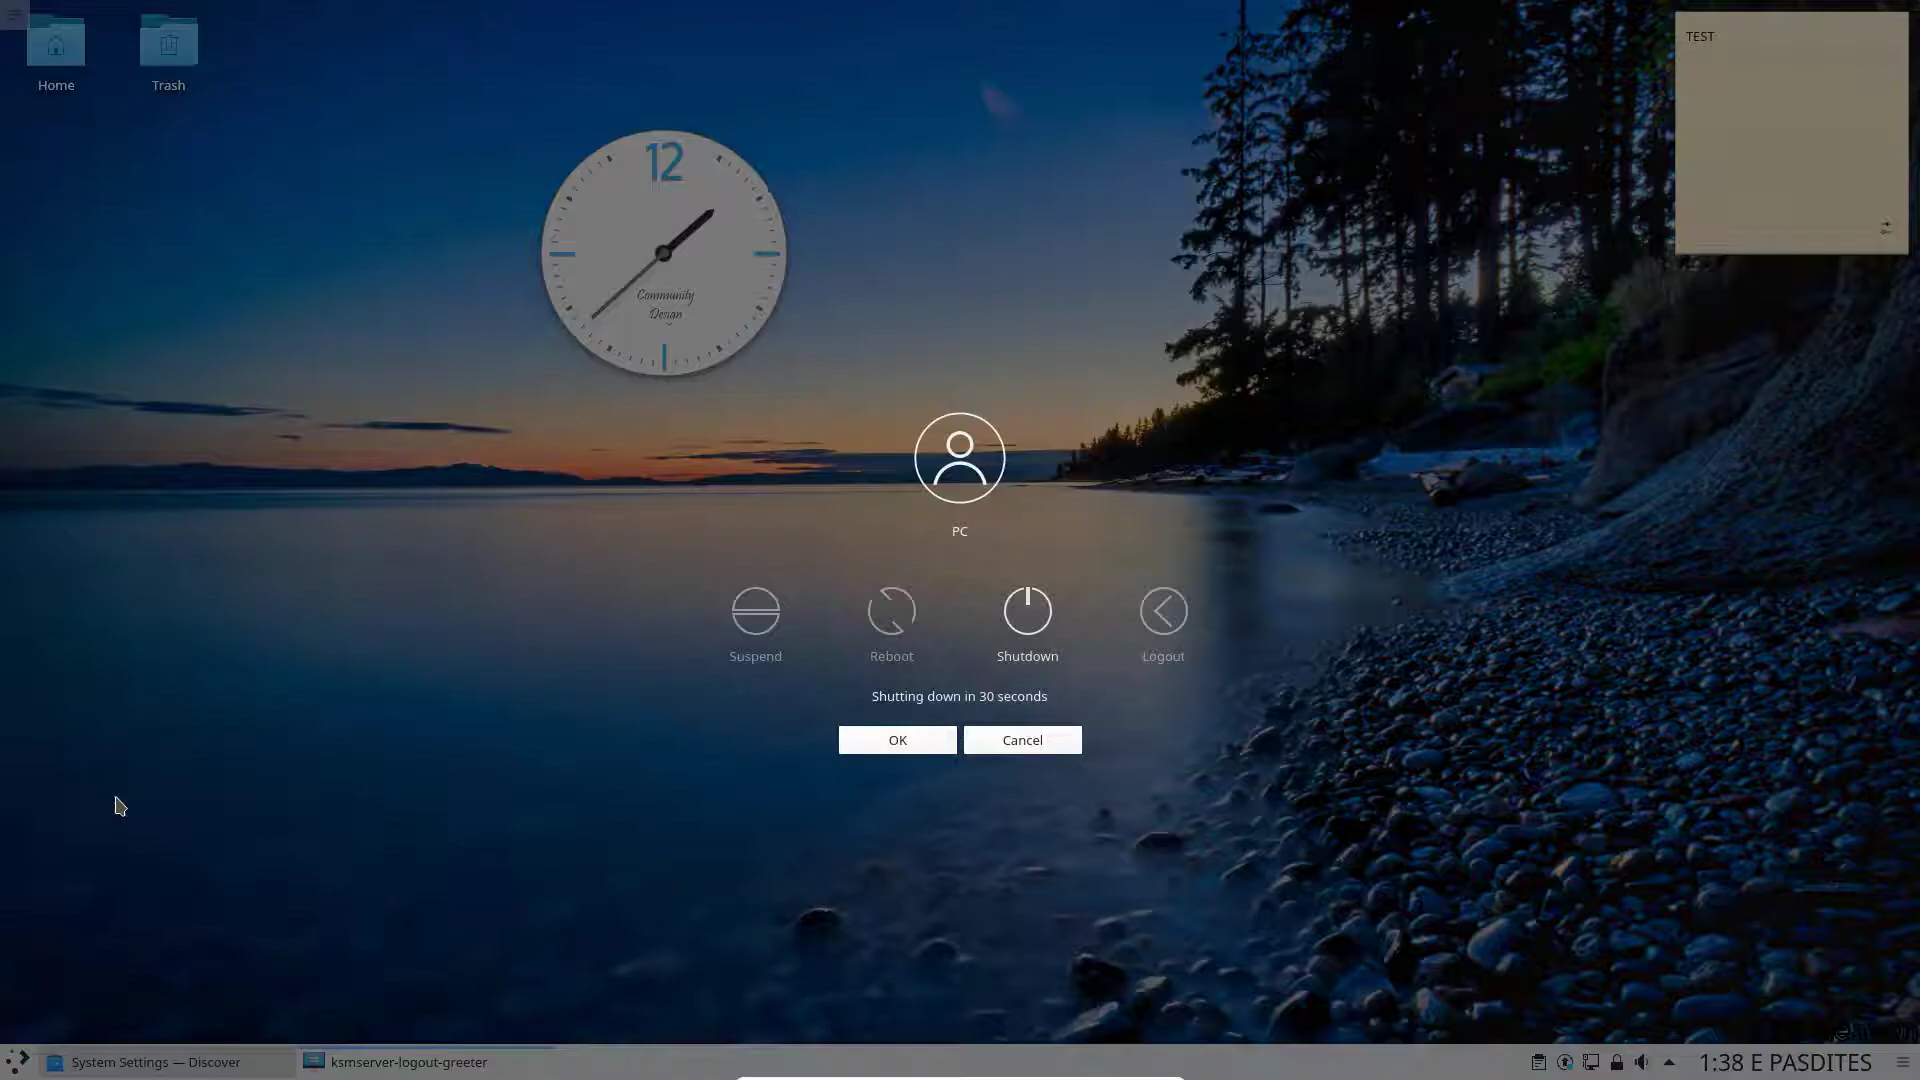 Home
Trash
TEST
12
Community
Design
PC
Suspend
Reboot
Shutdown
Logout
Shutting down in 30 seconds
OK
Cancel
System Settings — Discover
ksmserver-logout-greeter
1:38 E PASDITES